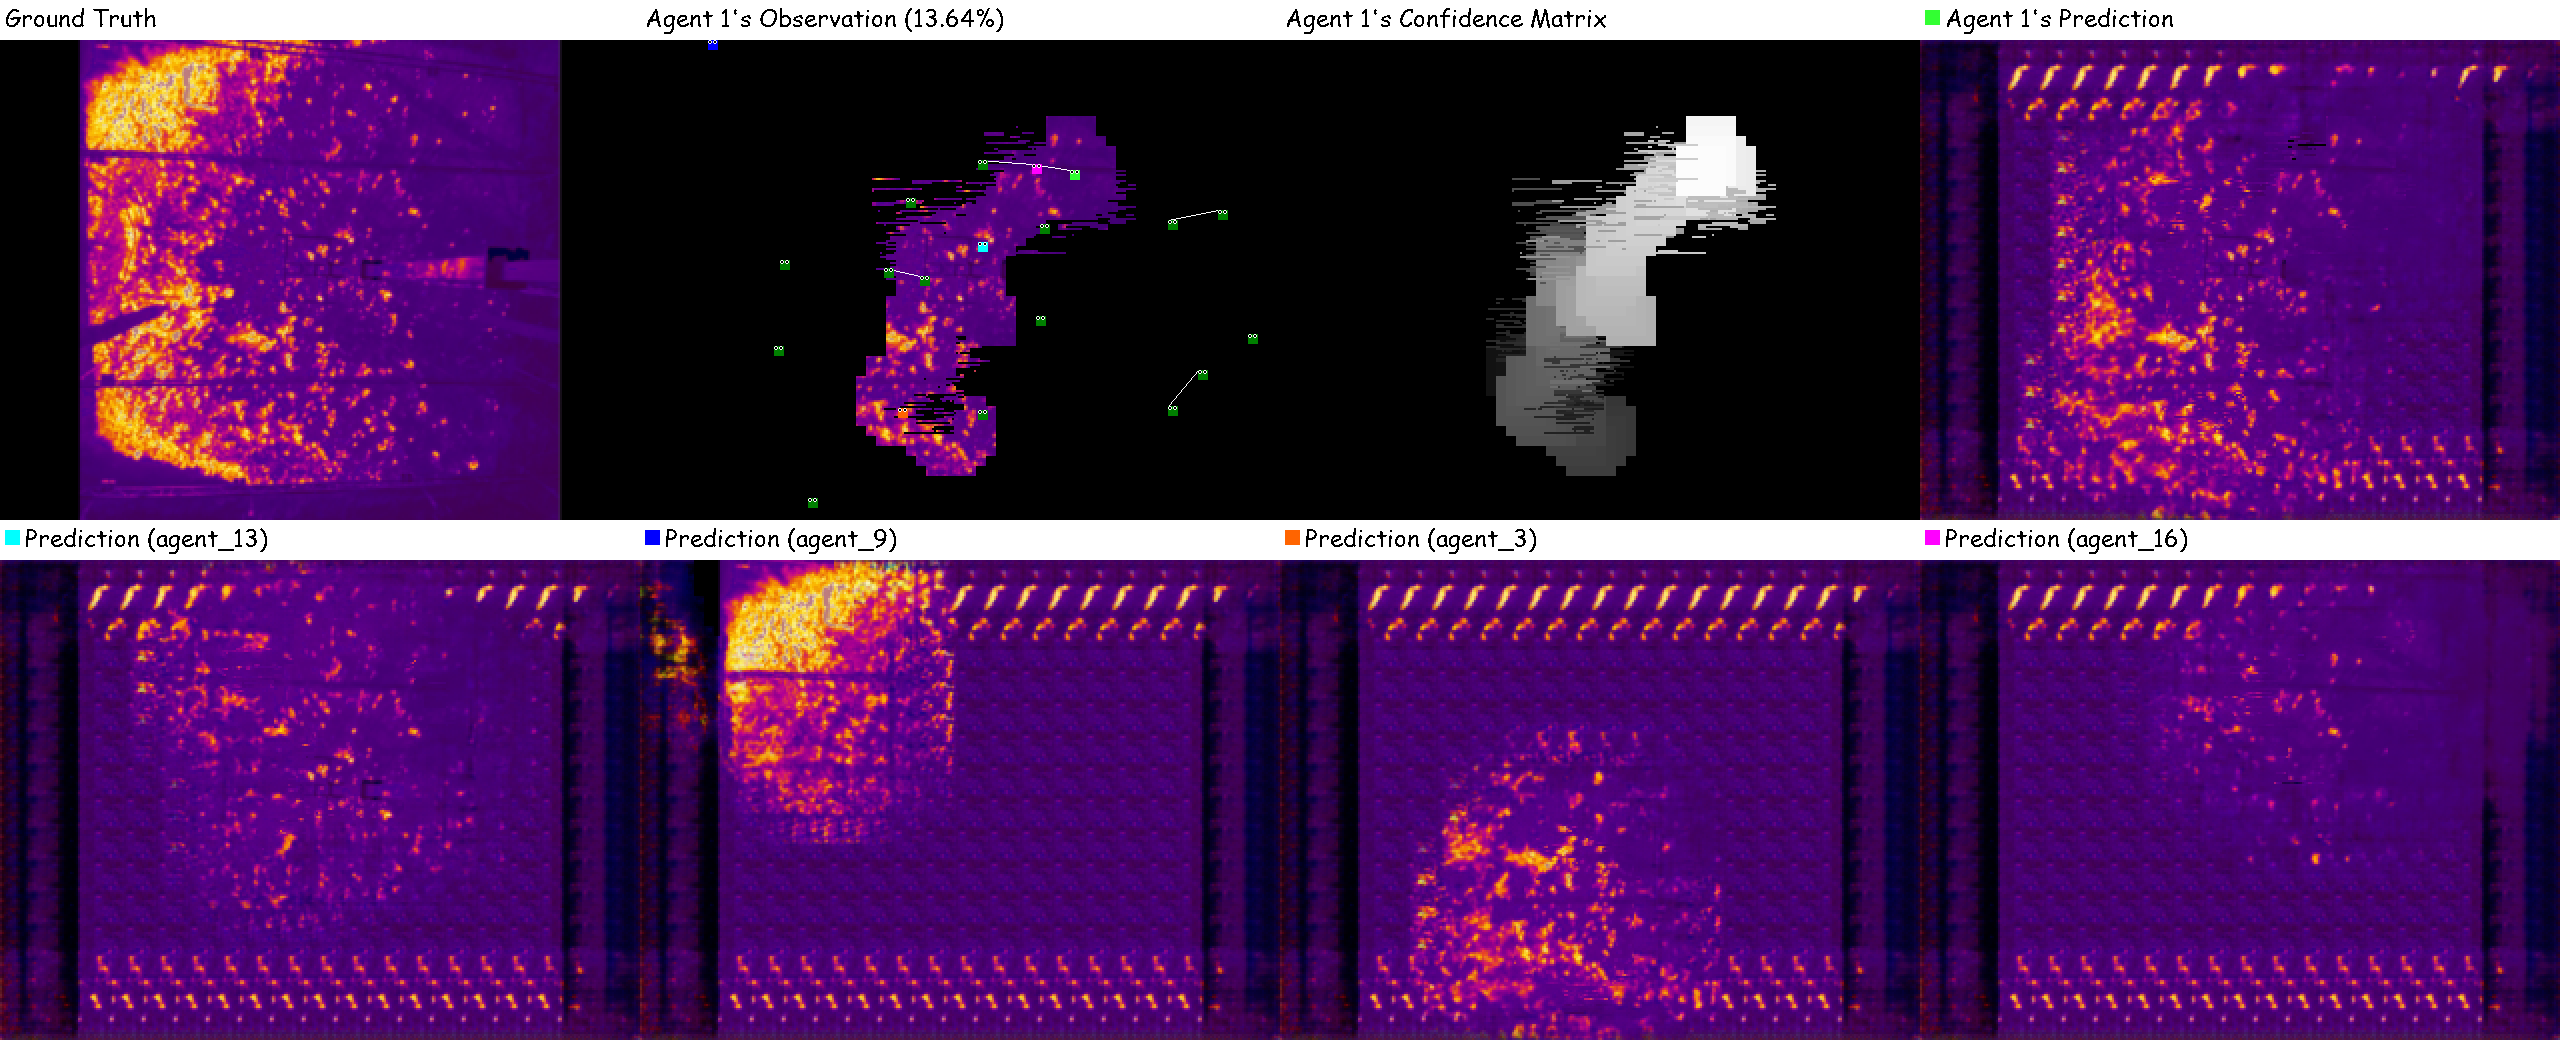 Ground Truth
Agent 1's Observation (13.64%)
Agent 1's Confidence Matrix
Agent 1's Prediction
Prediction (agent_13)
Prediction (agent_9)
Prediction (agent_3)
Prediction (agent_16)